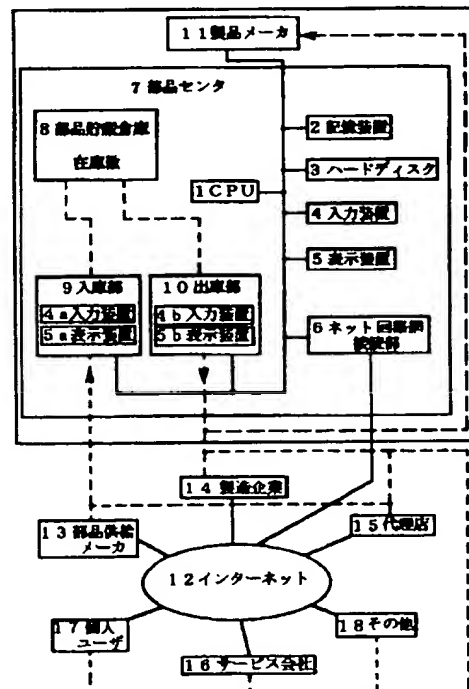 11製品メーカ
7部品センタ
8部品貯蔵倉庫
在庫数
2記憶装置
3ハードディスク
1CPU
4入力装置
5表示装置
9入庫部
4a入力装置
5a表示装置
10出庫部
4b入力装置
5b表示装置
6ネット回路網
接続部
14製造企業
13部品供給
メーカ
15代理店
12インターネット
17個人
ユーザ
18その他
16サービス会社